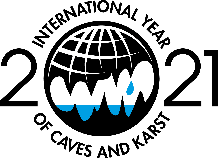 INTERNATIONAL YEAR
2021
OF CAVES AND KARST